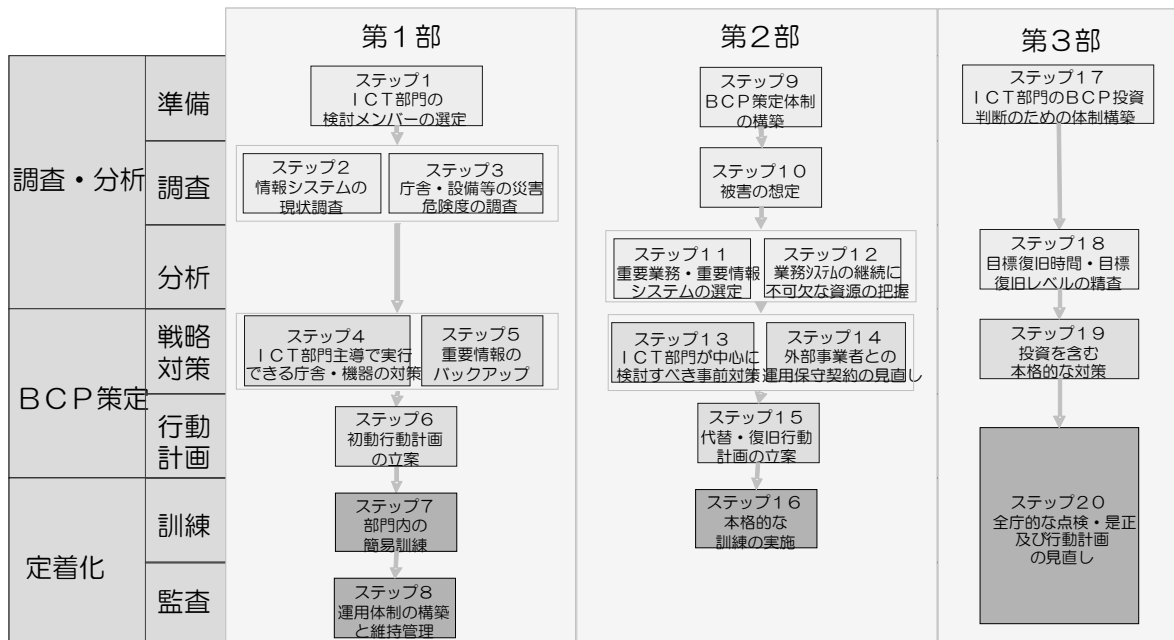 第1部
第2部
第3部
調査・分析
準備
ステップ1
ICT部門の
検討メンバーの選定
ステップ9
BCP策定体制
の構築
ステップ17
ICT部門のBCP投資
判断のための体制構築
調査
ステップ2
情報システムの
現状調査
ステップ3
庁舎・設備等の災害
危険度の調査
ステップ10
被害の想定
分析
ステップ11
重要業務・重要情報
システムの選定
ステップ12
業務ｼｽﾃﾑの継続に
不可欠な資源の把握
ステップ18
目標復旧時間・目標
復旧レベルの精査
BCP策定
戦略
対策
ステップ4
ICT部門主導で実行
できる庁舎・機器の対策
ステップ5
重要情報の
バックアップ
ステップ13
ICT部門が中心に
検討すべき事前対策
ステップ14
外部事業者との
運用保守契約の見直し
ステップ19
投資を含む
本格的な対策
行動
計画
ステップ6
初動行動計画
の立案
ステップ15
代替・復旧行動
計画の立案
定着化
訓練
ステップ7
部門内の
簡易訓練
ステップ16
本格的な
訓練の実施
ステップ20
全庁的な点検・是正
及び行動計画
の見直し
監査
ステップ8
運用体制の構築
と維持管理